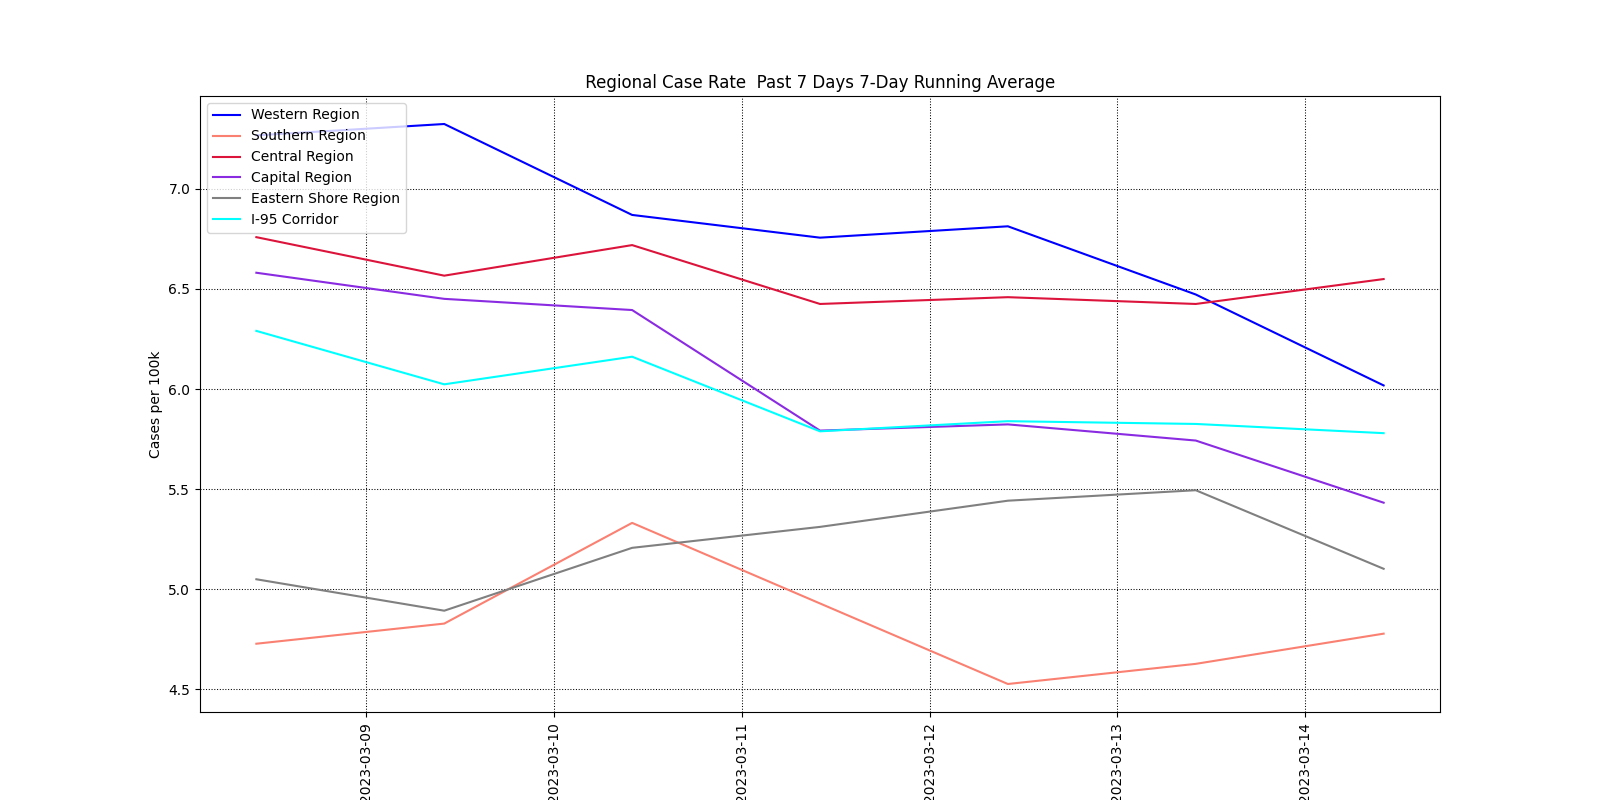 Regional Case Rate  Past 7 Days 7-Day Running Average
Western Region
Southern Region
Central Region
Capital Region
Eastern Shore Region
I-95 Corridor
Cases per 100k
7.0
6.5
6.0
5.5
5.0
4.5
2023-03-09
2023-03-10
2023-03-11
2023-03-12
2023-03-13
2023-03-14